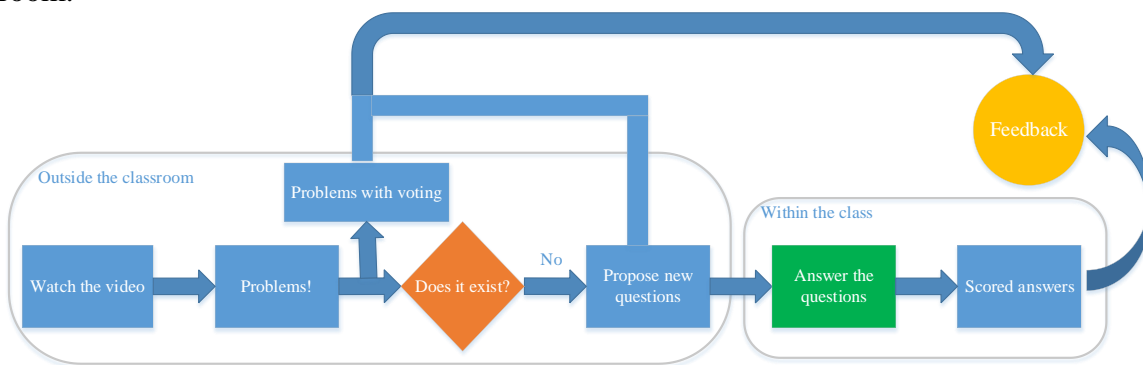 room.
Feedback
Outside the classroom
Problems with voting
Within the class
Watch the video
Problems!
Does it exist?
No
Propose new
questions
Answer the
questions
Scored answers